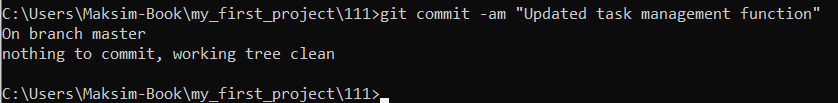 C:\Users\Maksim-Book\my_first_project\111>git commit -am "Updated task management function"
On branch master
nothing to commit, working tree clean
C:\Users\Maksim-Book\my_first_project\111>